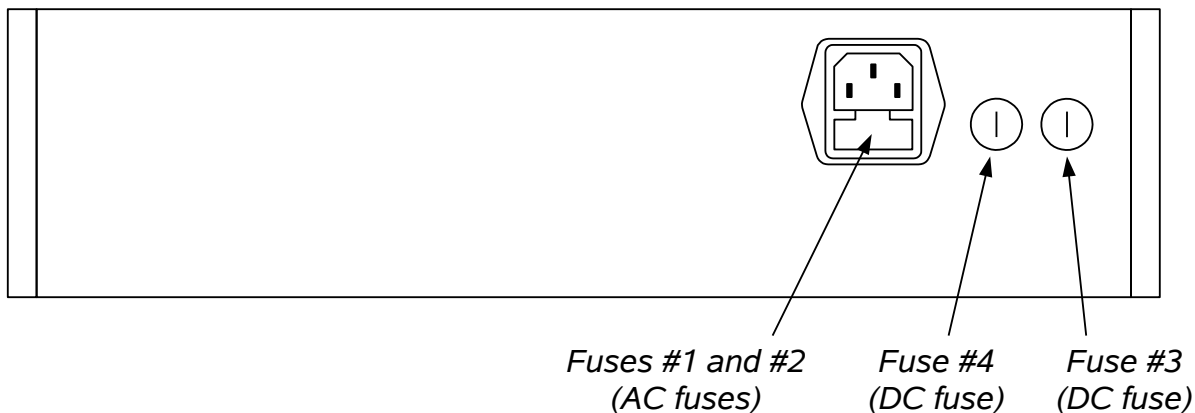 Fuses #1 and #2
(AC fuses)
Fuse #4
(DC fuse)
Fuse #3
(DC fuse)